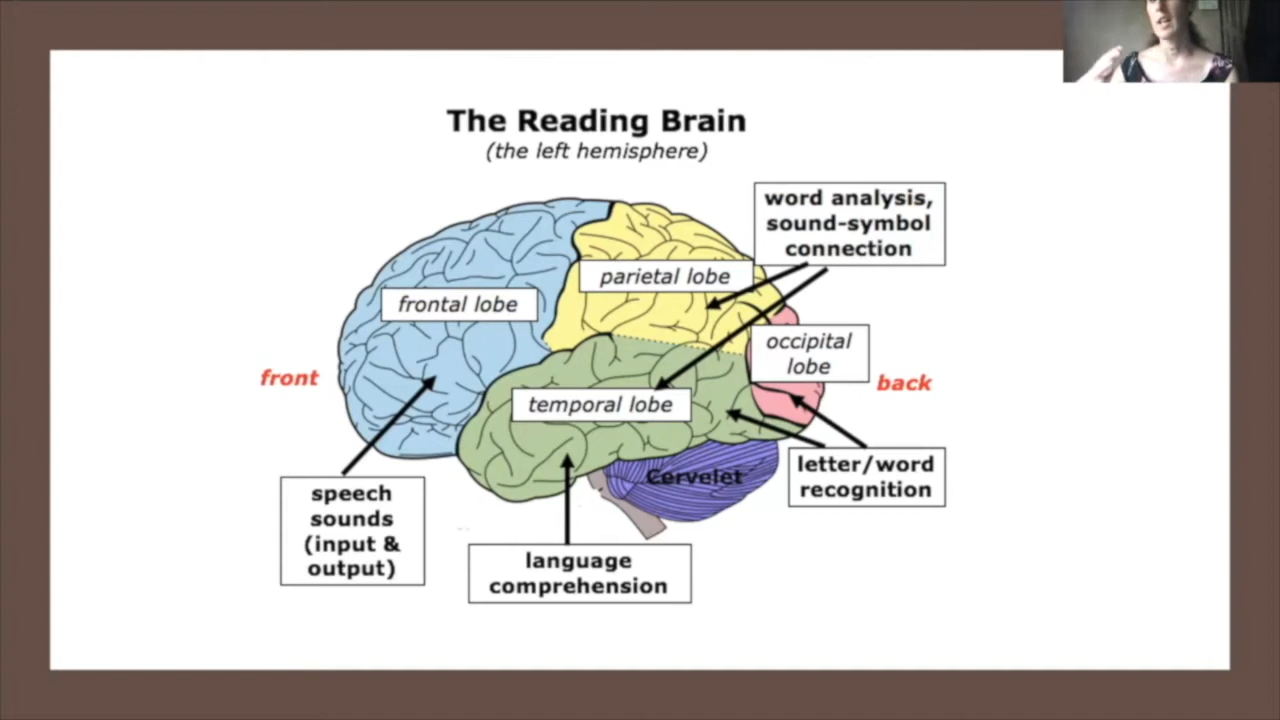 The Reading Brain
(the left hemisphere)
word analysis,
sound-symbol
connection
parietal lobe
frontal lobe
occipital
lobe
front
back
temporal lobe
letter/word
recognition
Cervelet
speech
sounds
(input &
output)
language
comprehension